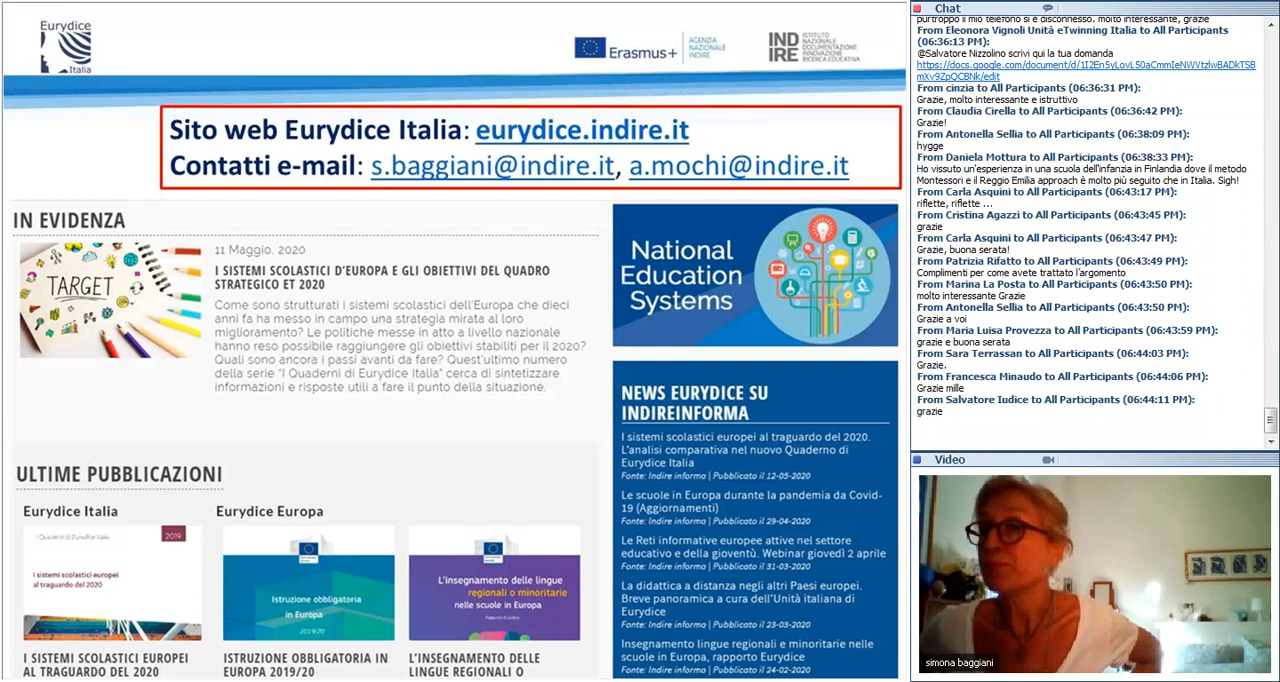 Eurydice
Italia
Erasmus+
AGENZIA
NAZIONALE
INDIRE
IND
IRE
ISTITUTO
NAZIONALE
DOCUMENTAZIONE
INNOVAZIONE
RICERCA EDUCATIVA
Sito web Eurydice Italia: eurydice.indire.it
Contatti e-mail: s.baggiani@indire.it, a.mochi@indire.it
IN EVIDENZA
TARGET
11 Maggio, 2020
I SISTEMI SCOLASTICI D'EUROPA E GLI OBIETTIVI DEL QUADRO
STRATEGICO ET 2020
Come sono strutturati i sistemi scolastici dell'Europa che dieci
anni fa ha messo in campo una strategia mirata al loro
miglioramento? Le politiche messe in atto a livello nazionale
hanno reso possibile raggiungere gli obiettivi stabiliti per il 2020?
Quali sono ancora i passi avanti da fare? Quest'ultimo numero
della serie "I Quaderni di Eurydice Italia" cerca di sintetizzare
informazioni e risposte utili a fare il punto della situazione.
National
Education
Systems
NEWS EURYDICE SU
INDIREINFORMA
I sistemi scolastici europei al traguardo del 2020.
L'analisi comparativa nel nuovo Quaderno di
Eurydice Italia
Fonte: Indire informa | Pubblicato il 12-05-2020
Le scuole in Europa durante la pandemia da Covid-
19 (Aggiornamenti)
Fonte: Indire informa | Pubblicato il 29-04-2020
Le Reti informative europee attive nel settore
educativo e della gioventù. Webinar giovedì 2 aprile
Fonte: Indire informa | Pubblicato il 31-03-2020
La didattica a distanza negli altri Paesi europei.
Breve panoramica a cura dell'Unità italiana di
Eurydice
Fonte: Indire informa | Pubblicato il 23-03-2020
Insegnamento lingue regionali e minoritarie nelle
scuole in Europa, rapporto Eurydice
Fonte: Indire informa | Pubblicato il 24-02-2020
ULTIME PUBBLICAZIONI
Eurydice Italia
Eurydice Europa
I Quaderni di Eurydice Italia
2019
I sistemi scolastici europei
al traguardo del 2020
Istruzione obbligatoria
in Europa
2019/20
L'insegnamento delle lingue
regionali o minoritarie
nelle scuole in Europa
Rapporto Eurydice
I SISTEMI SCOLASTICI EUROPEI
AL TRAGUARDO DEL 2020
ISTRUZIONE OBBLIGATORIA IN
EUROPA 2019/20
L'INSEGNAMENTO DELLE
LINGUE REGIONALI O
Chat
purtroppo il mio telefono si è disconnesso. molto interessante, grazie
From Eleonora Vignoli Unità eTwinning Italia to All Participants
(06:36:13 PM):
@Salvatore Nizzolino scrivi qui la tua domanda
https://docs.google.com/document/d/1I2En5yLovL50aCmmIeNWVtzlwBADkTSB
mXv9ZpQCBNk/edit
From cinzia to All Participants (06:36:31 PM):
Grazie, molto interessante e istruttivo
From Claudia Cirella to All Participants (06:36:42 PM):
Grazie!
From Antonella Sellia to All Participants (06:38:09 PM):
hygge
From Daniela Mottura to All Participants (06:38:33 PM):
Ho vissuto un'esperienza in una scuola dell'infanzia in Finlandia dove il metodo
Montessori e il Reggio Emilia approach è molto più seguito che in Italia. Sigh!
From Carla Asquini to All Participants (06:43:17 PM):
riflette, riflette ...
From Cristina Agazzi to All Participants (06:43:45 PM):
grazie
From Carla Asquini to All Participants (06:43:47 PM):
Grazie, buona serata!
From Patrizia Rifatto to All Participants (06:43:49 PM):
Complimenti per come avete trattato l'argomento
From Marina La Posta to All Participants (06:43:50 PM):
molto interessante Grazie
From Antonella Sellia to All Participants (06:43:50 PM):
Grazie a voi
From Maria Luisa Provezza to All Participants (06:43:59 PM):
grazie e buona serata
From Sara Terrassan to All Participants (06:44:03 PM):
Grazie.
From Francesca Minaudo to All Participants (06:44:06 PM):
Grazie mille
From Salvatore Iudice to All Participants (06:44:11 PM):
grazie
Video
simona baggiani